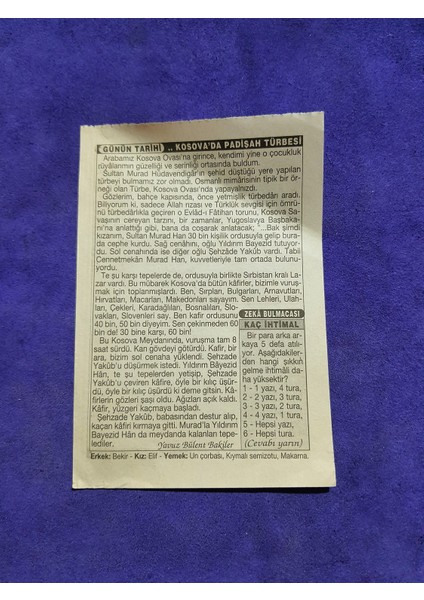 GÜNÜN TARİHİ .. KOSOVA'DA PADİŞAH TÜRBESİ
Arabamız Kosova Ovası'na girince, kendimi yine o çocukluk
rüyâlarımın güzelliği ve serinliği ortasında buldum.
Sultan Murad Hüdavendigâr'ın şehid düştüğü yere yapılan
türbeyi bulmamız zor olmadı. Osmanlı mimârisinin tipik bir ör-
neği olan Türbe, Kosova Ovası'nda yapayalnızdı.
Gözlerim, bahçe kapısında, önce yetmişlik türbedârı aradı.
Biliyorum ki, sadece Allah rızası ve Türklük sevgisi için ömrü-
nü türbedârlıkla geçiren o Evlâd-ı Fâtihan torunu, Kosova Sa-
vaşının cereyan tarzını, bir zamanlar, Yugoslavya Başbaka-
nı'na anlattığı gibi, bana da coşarak anlatacak; "...Bak şimdi
kızanım, Sultan Murad Han 30 bin kişilik ordusuyla gelip bura-
da cephe kurdu. Sağ cenâhını, oğlu Yıldırım Bayezid tutuyor-
du. Sol cenahında ise diğer oğlu Şehzâde Yakûb vardı. Tabii
Cennetmekân Murad Han, kuvvetleriyle tam ortada bulunu-
yordu.
Te şu karşı tepelerde de, ordusuyla birlikte Sırbistan kralı La-
zar vardı. Bu mübarek Kosova'da bütün kâfirler, bizimle vuruş-
mak için toplanmışlardı. Ben, Sırpları, Bulgarları, Arnavutları,
Hırvatları, Macarları, Makedonları sayayım. Sen Lehleri, Ulah-
ları, Çekleri, Karadağlıları, Bosnalıları, Slo-
vakları, Slovenleri say. Ben kafir ordusunu
40 bin, 50 bin diyeyim. Sen çekinmeden 60
bin de! 30 bine karşı, 60 bin!
Bu Kosova Meydanında, vuruşma tam 8
saat sürdü. Kan gövdeyi götürdü. Kafir, bir
ara, bizim sol cenaha yüklendi. Şehzade
Yakûb'u düşürmek istedi. Yıldırım Bâyezid
Hân, te şu tepelerden yetişip, Şehzade
Yakûb'u çeviren kâfire, öyle bir kılıç üşür-
dü, öyle bir kılıç üşürdü ki deme gitsin. Kâ-
firlerin gözleri şaşı oldu. Ağızları açık kaldı.
Kâfir, yüzgeri kaçmaya başladı.
Şehzade Yakûb, babasından destur alıp,
kaçan kâfiri kırmaya gitti. Murad'la Yıldırım
Bayezid Hân da meydanda kalanları tepe-
lediler.
Yavuz Bülent Bakiler
ZEKÂ BULMACASI
KAÇ İHTİMAL
Bir para arka
arkaya 5 defa atılı-
yor. Aşağıdakiler-
den hangi şıkkın
gelme ihtimâli da-
ha yüksektir?
1 - 1 yazı, 4 tura,
2 - 2 yazı, 3 tura,
3 - 3 yazı, 2 tura,
4 - 4 yazı, 1 tura,
5 - Hepsi yazı,
6 - Hepsi tura.
(Cevabı yarın)
Erkek: Bekir - Kız: Elif - Yemek: Un çorbası, Kıymalı semizotu, Makarna.